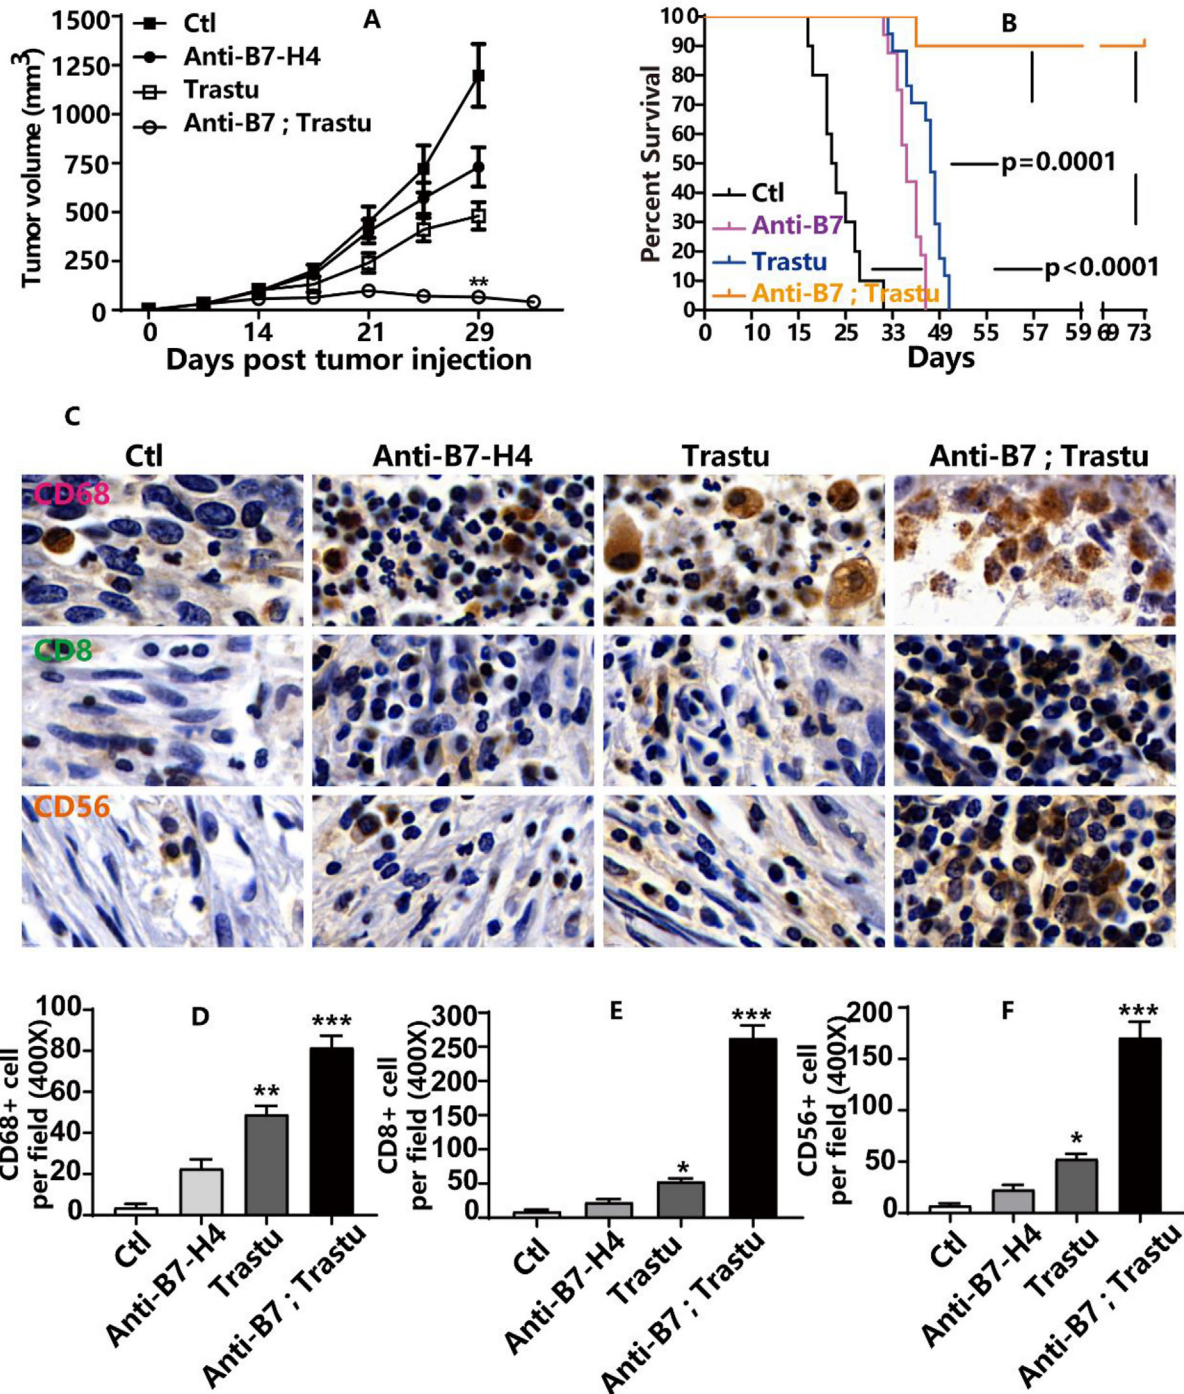 A
Tumor volume (mm³)
1500
1250
1000
750
500
250
0
Ctl
Anti-B7-H4
Trastu
Anti-B7 ; Trastu
**
0 14 21 29
Days post tumor injection
B
Percent Survival
100
90
80
70
60
50
40
30
20
10
0
p=0.0001
p<0.0001
Ctl
Anti-B7
Trastu
Anti-B7 ; Trastu
0 10 15 25 33 49 55 57 59 69 73
Days
C
Ctl Anti-B7-H4 Trastu Anti-B7 ; Trastu
CD68
CD8
CD56
D
CD68+ cell
per field (400X)
100
80
60
40
20
0
**
***
Ctl
Anti-B7-H4
Trastu
Anti-B7 ; Trastu
E
CD8+ cell
per field (400X)
300
250
200
150
100
50
0
*
***
Ctl
Anti-B7-H4
Trastu
Anti-B7 ; Trastu
F
CD56+ cell
per field (400X)
200
150
100
50
0
*
***
Ctl
Anti-B7-H4
Trastu
Anti-B7 ; Trastu